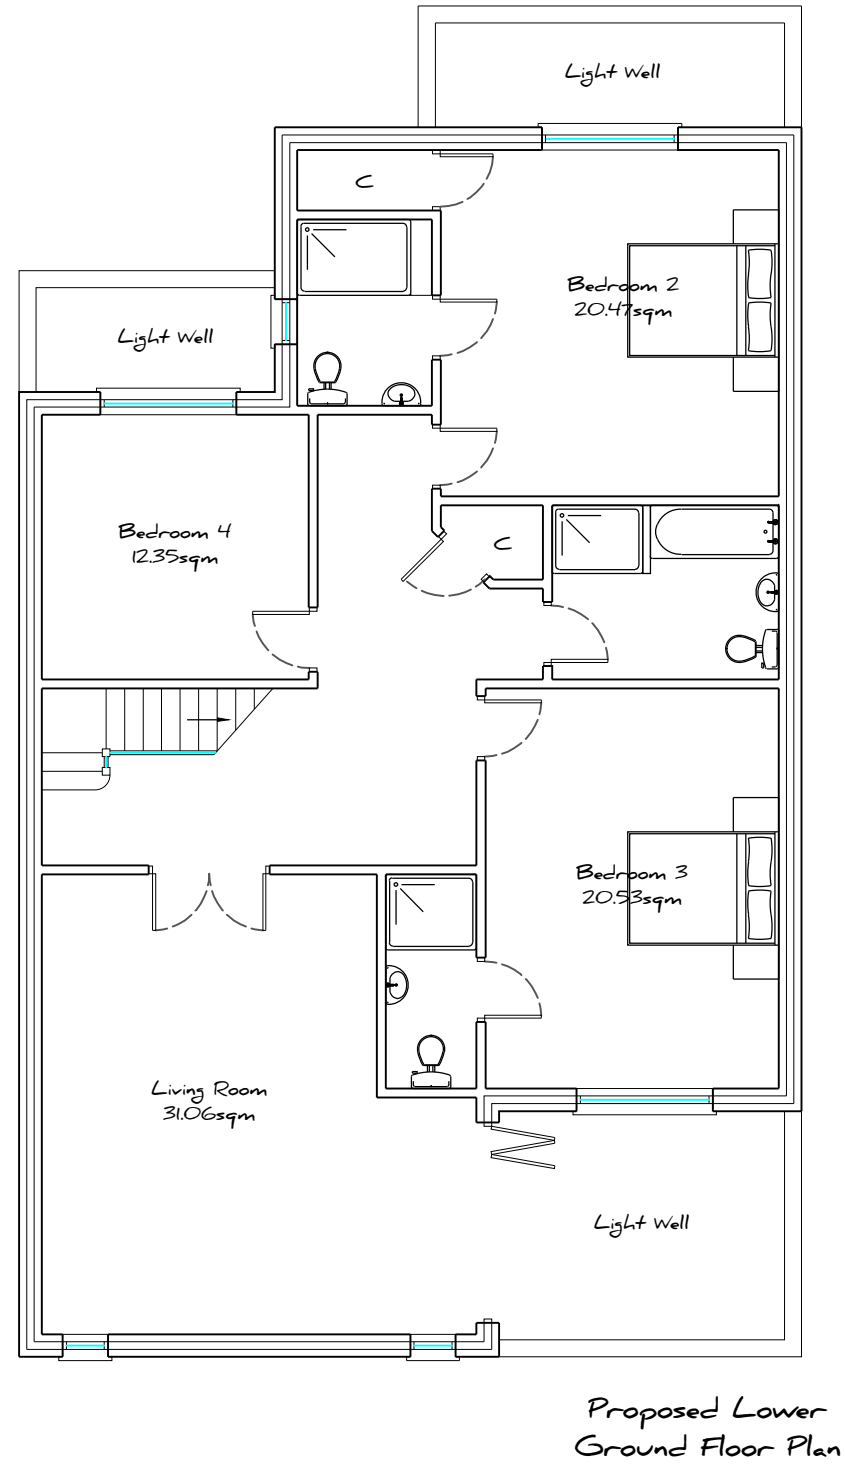 Light Well
C
Bedroom 2
20.47sqm
Light Well
Bedroom 4
12.35sqm
C
Bedroom 3
20.53sqm
Living Room
31.06sqm
Light Well
Proposed Lower
Ground Floor Plan